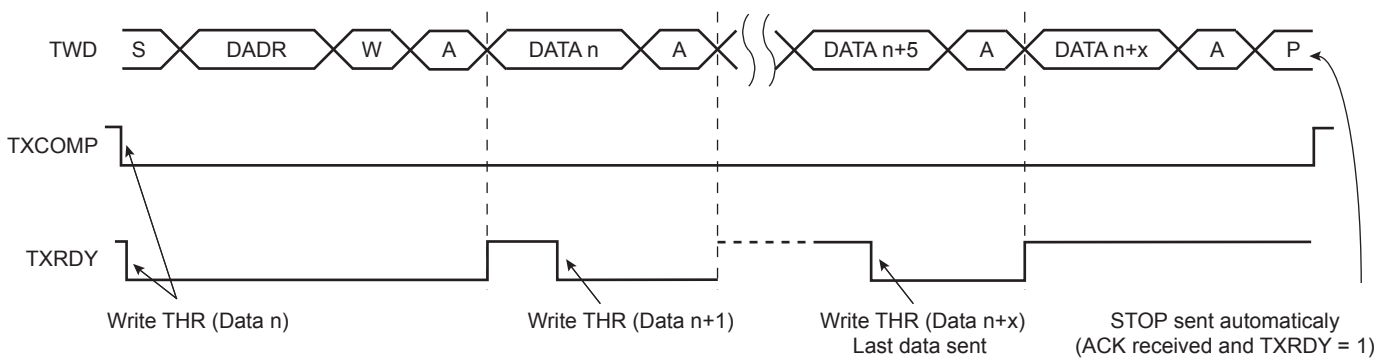 TWD S DADR W A DATA n A DATA n+5 A DATA n+x A P
TXCOMP
TXRDY
Write THR (Data n)
Write THR (Data n+1)
Write THR (Data n+x)
Last data sent
STOP sent automaticaly
(ACK received and TXRDY = 1)